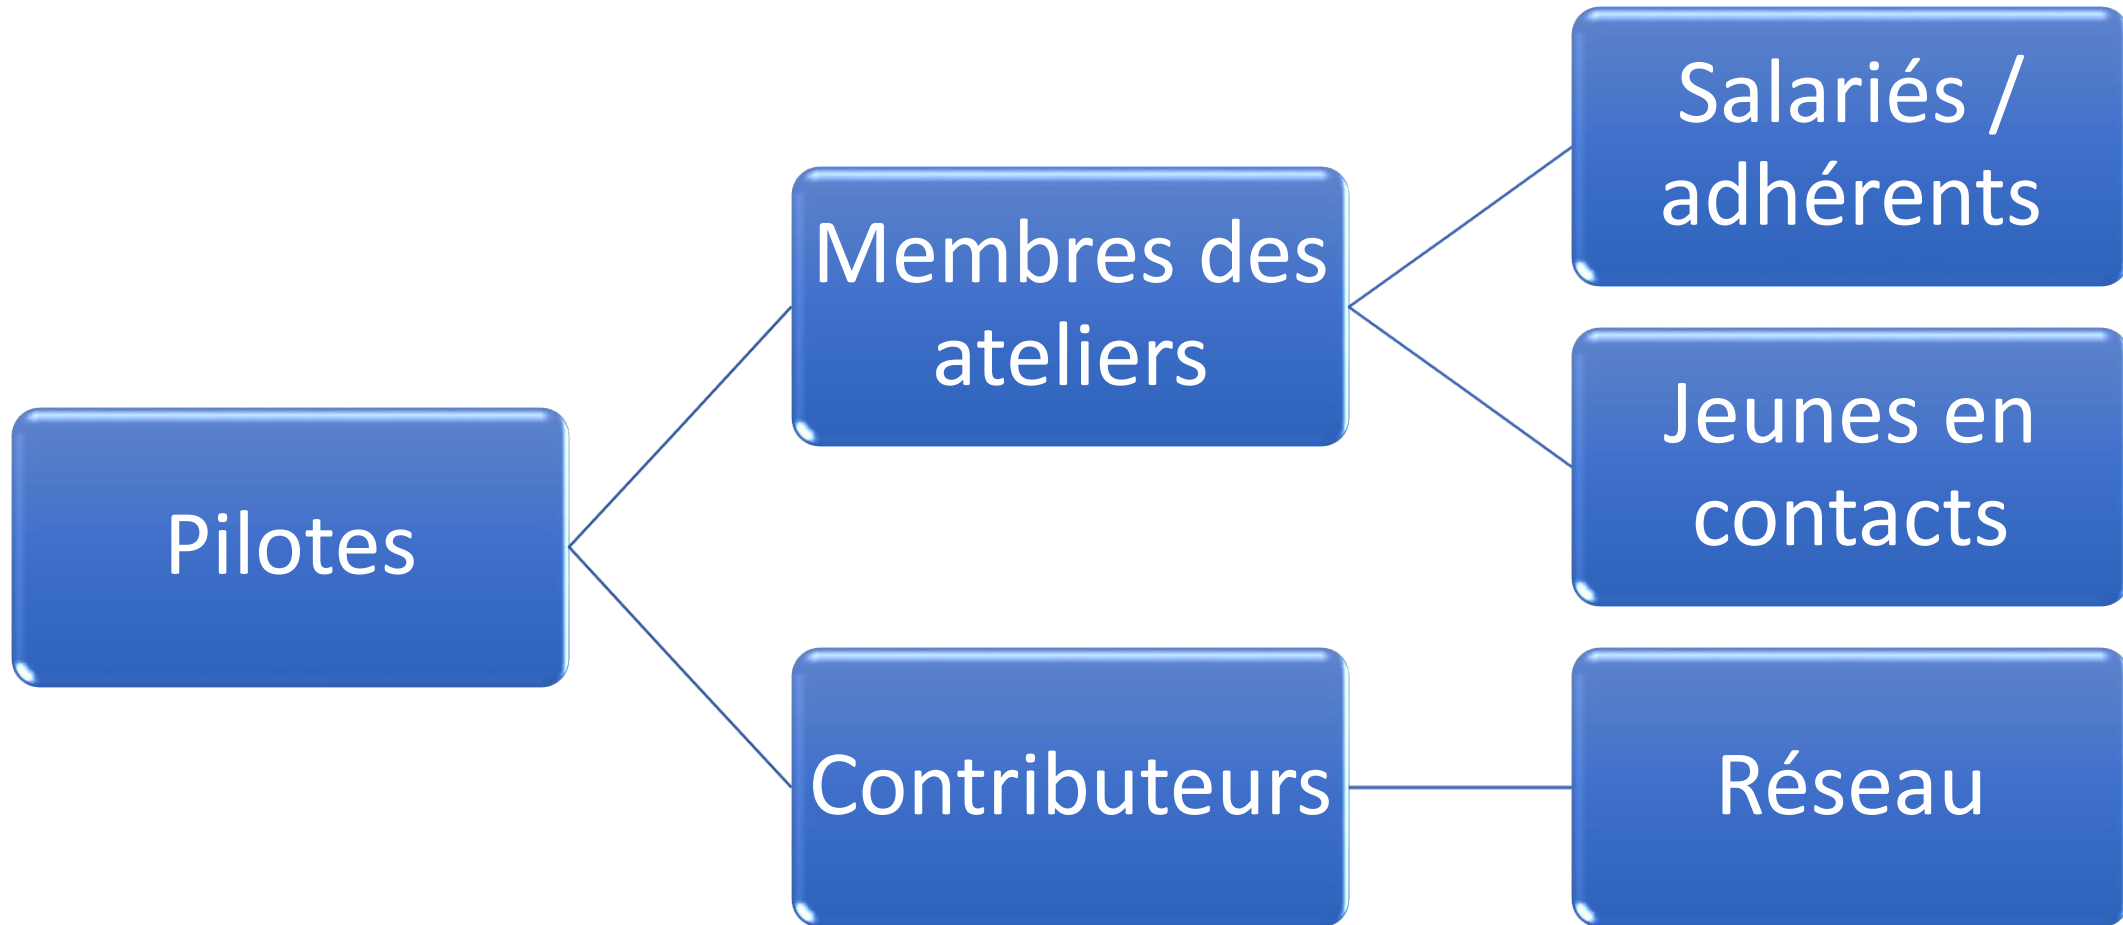 Pilotes
Membres des
ateliers
Salariés /
adhérents
Jeunes en
contacts
Contributeurs
Réseau